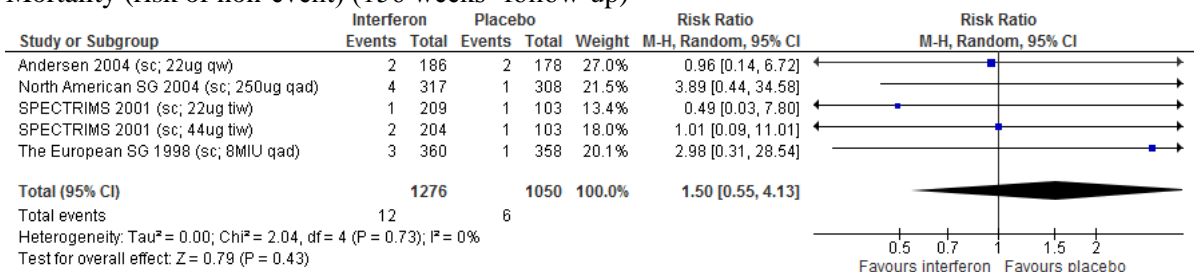 Mortality (risk of non-event) (156 weeks' follow-up)
Interferon Placebo Risk Ratio Risk Ratio
Study or Subgroup Events Total Events Total Weight M-H, Random, 95% CI M-H, Random, 95% CI
Andersen 2004 (sc; 22ug qw) 2 186 2 178 27.0% 0.96 [0.14, 6.72]
North American SG 2004 (sc; 250ug qad) 4 317 1 308 21.5% 3.89 [0.44, 34.58]
SPECTRIMS 2001 (sc; 22ug tiw) 1 209 1 103 13.4% 0.49 [0.03, 7.80]
SPECTRIMS 2001 (sc; 44ug tiw) 2 204 1 103 18.0% 1.01 [0.09, 11.01]
The European SG 1998 (sc; 8MIU qad) 3 360 1 358 20.1% 2.98 [0.31, 28.54]
Total (95% CI) 1276 1050 100.0% 1.50 [0.55, 4.13]
Total events 12 6
Heterogeneity: Tau² = 0.00; Chi² = 2.04, df = 4 (P = 0.73); I² = 0%
Test for overall effect: Z = 0.79 (P = 0.43)
0.5 0.7 1 1.5 2
Favours interferon Favours placebo